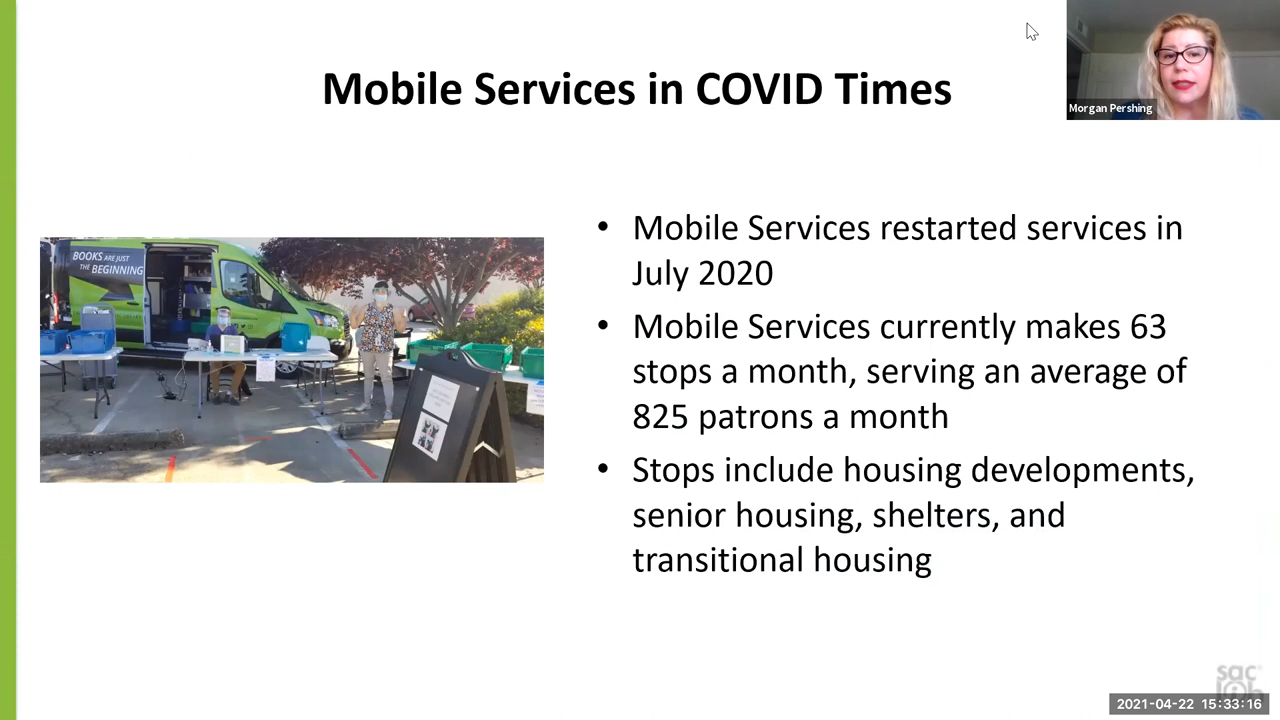 Mobile Services in COVID Times
Morgan Pershing
BOOKS ARE JUST
THE BEGINNING
• Mobile Services restarted services in
July 2020
• Mobile Services currently makes 63
stops a month, serving an average of
825 patrons a month
• Stops include housing developments,
senior housing, shelters, and
transitional housing
sac
2021-04-22 15:33:16